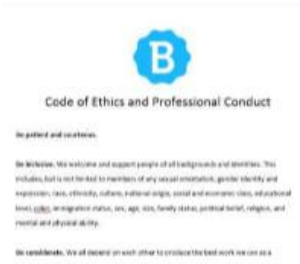 B
Code of Ethics and Professional Conduct
Be patient and courteous.
Be inclusive. We welcome and support people of all backgrounds and identities. This
includes, but is not limited to members of any sexual orientation, gender identity and
expression, race, ethnicity, culture, national origin, social and economic class, educational
level, color, immigration status, sex, age, size, family status, political belief, religion, and
mental and physical ability.
Be considerate. We all depend on each other to produce the best work we can as a